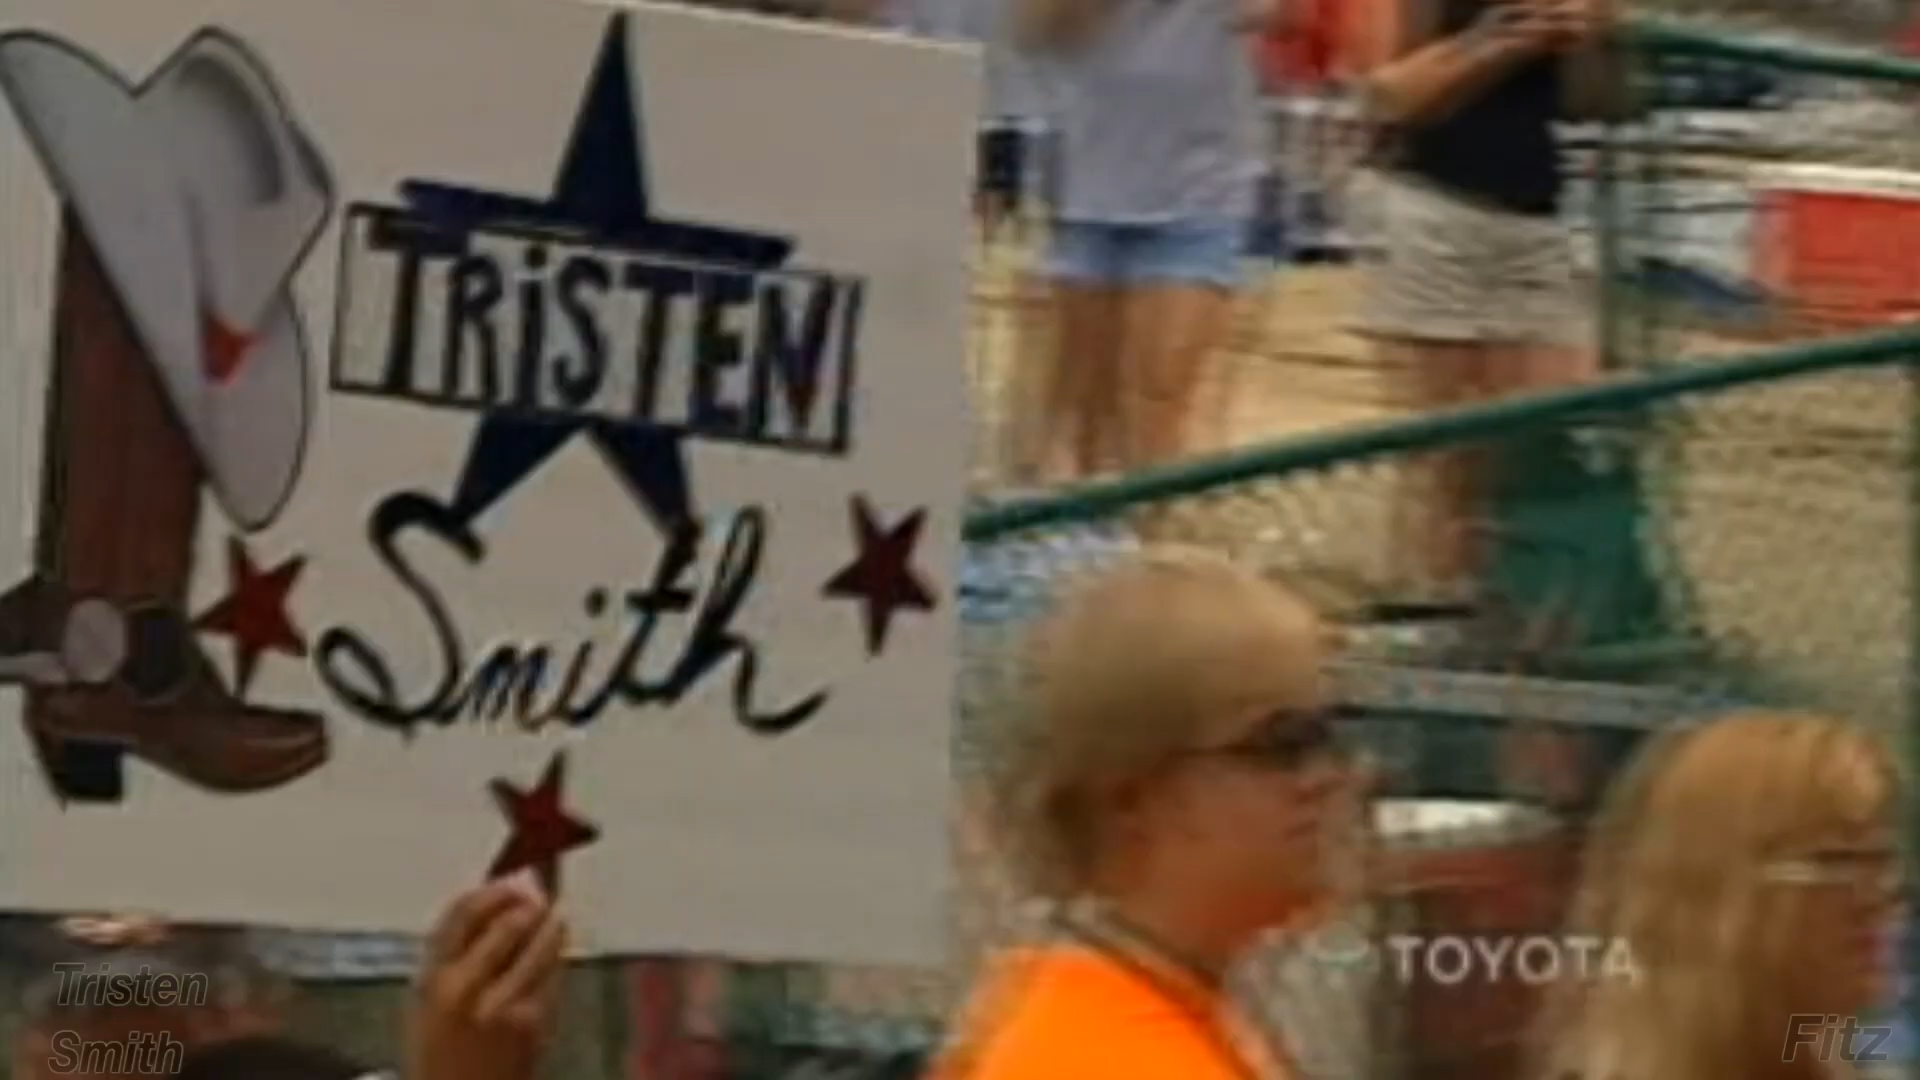 TRiSTEN
Smith
TOYOTA
Tristen
Smith
Fitz